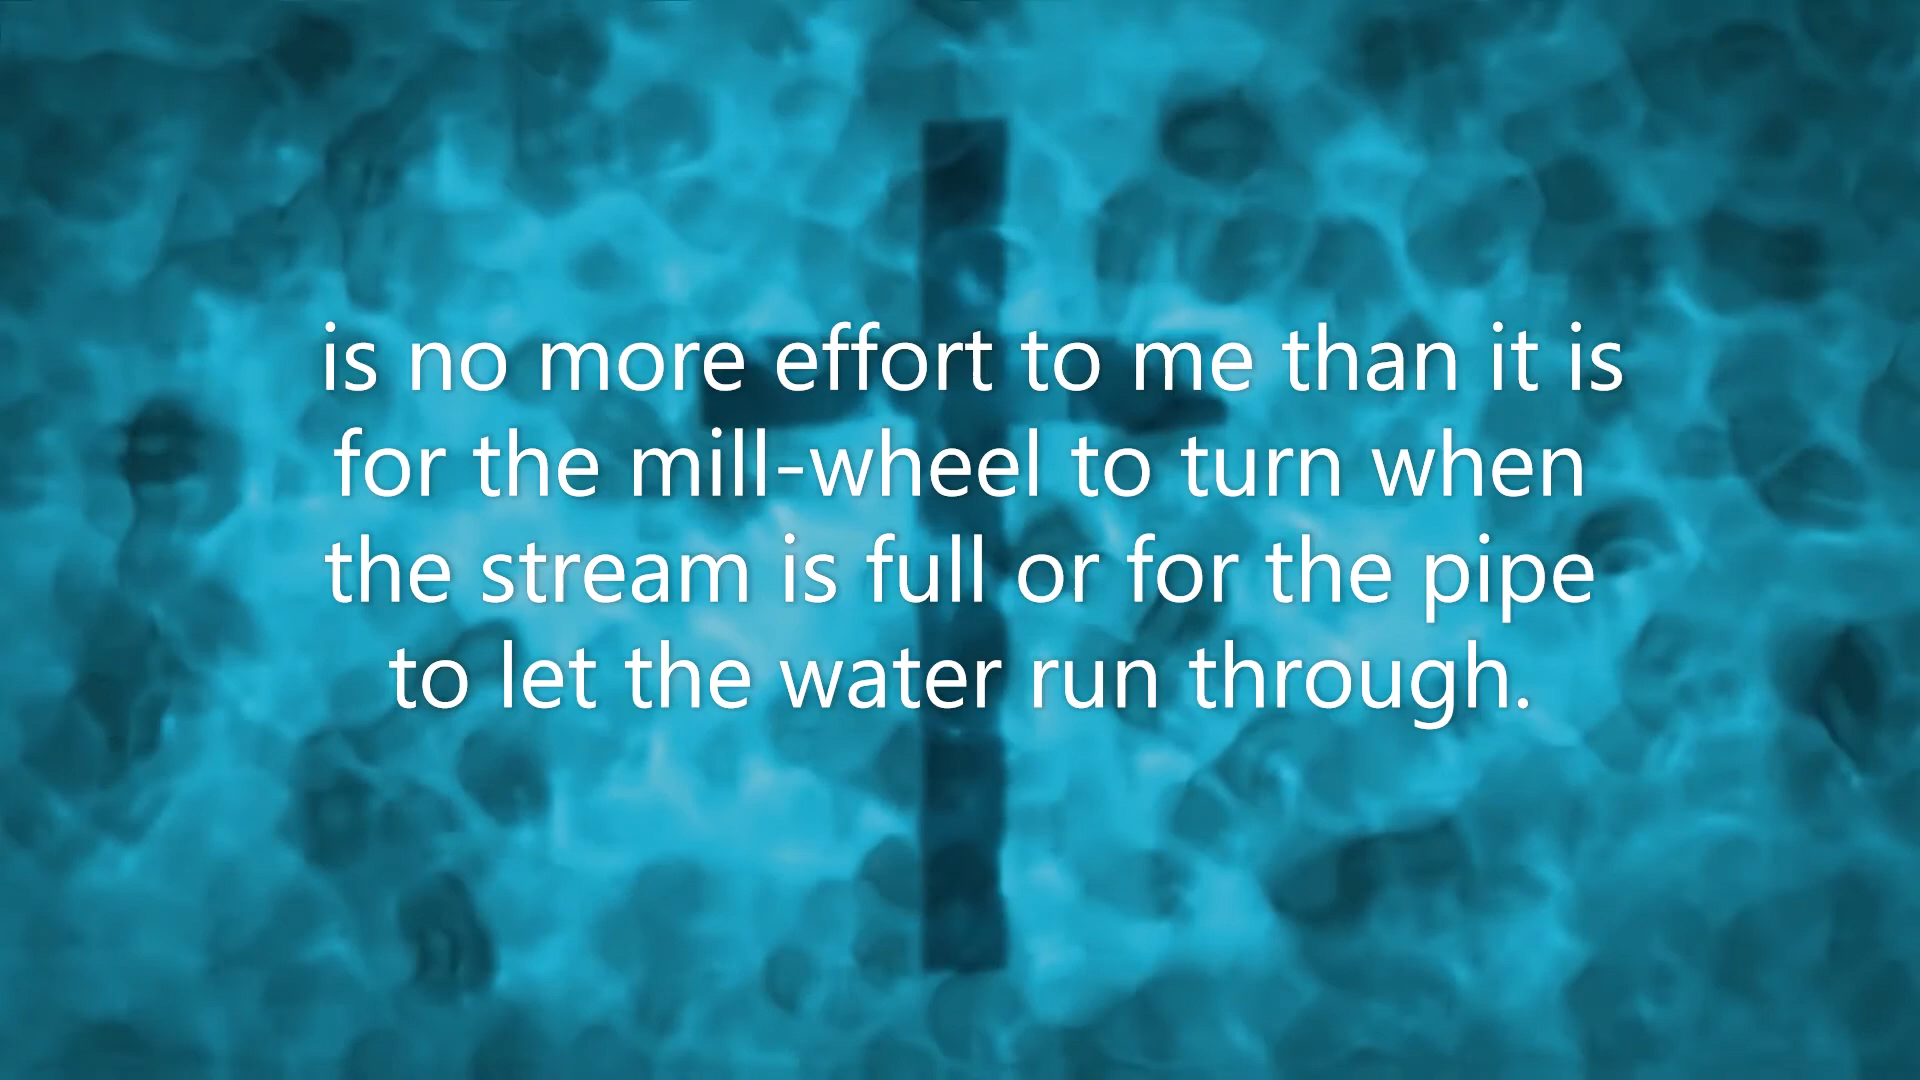 is no more effort to me than it is
for the mill-wheel to turn when
the stream is full or for the pipe
to let the water run through.